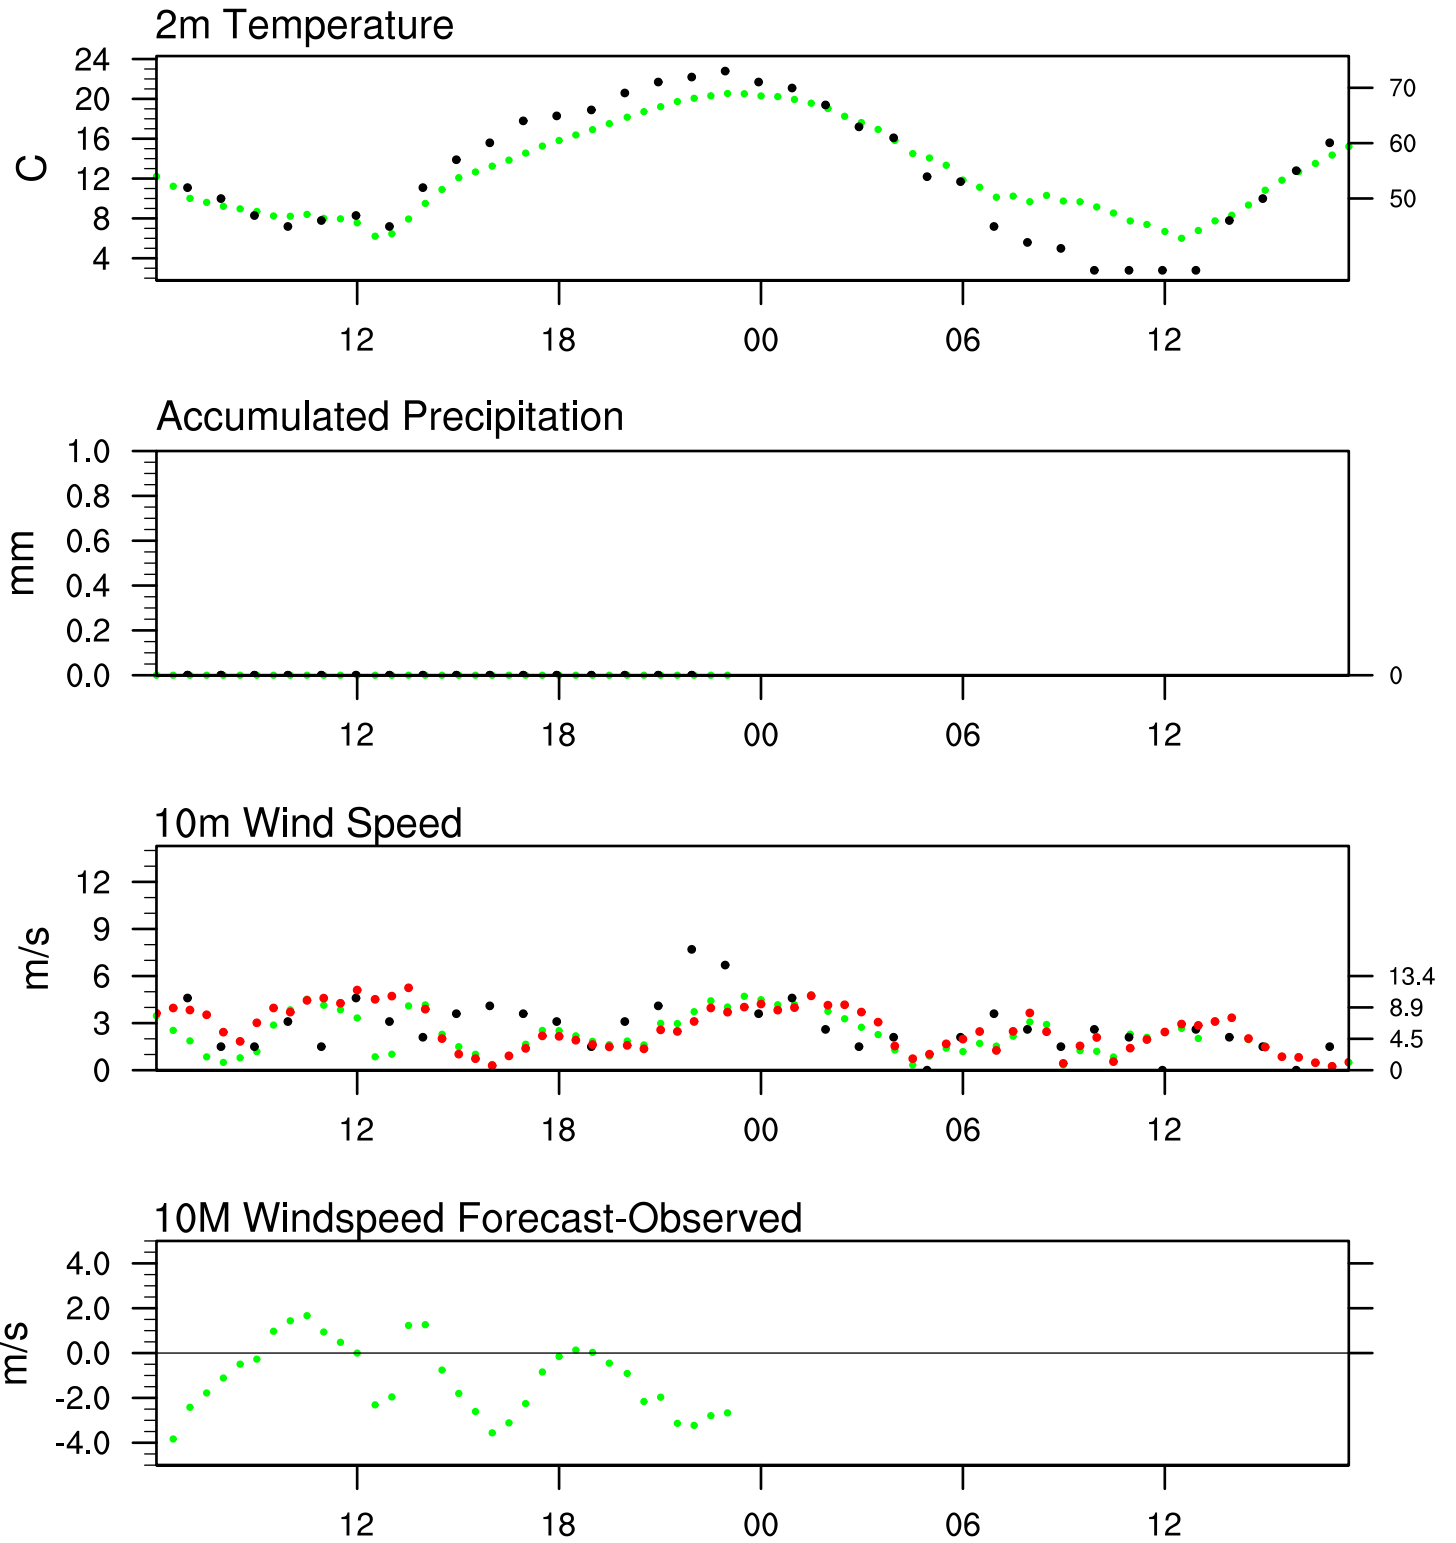 2m Temperature
24
20
16
12
8
4
C
70
60
50
12 18 00 06 12
Accumulated Precipitation
1.0
0.8
0.6
0.4
0.2
0.0
mm
0
12 18 00 06 12
10m Wind Speed
12
9
6
3
0
m/s
13.4
8.9
4.5
0
12 18 00 06 12
10M Windspeed Forecast-Observed
4.0
2.0
0.0
-2.0
-4.0
m/s
12 18 00 06 12